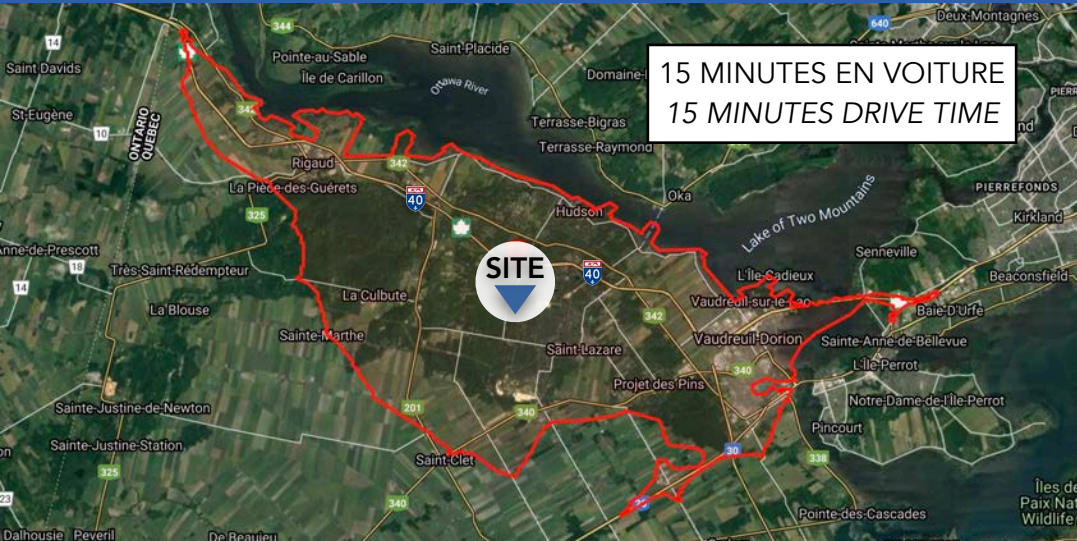 344
640
Deux-Montagnes
14
Saint Davids
Pointe-au-Sable
Saint-Placide
Île de Carillon
Ottawa River
15 MINUTES EN VOITURE
15 MINUTES DRIVE TIME
St-Eugène
10
ONTARIO
QUEBEC
342
Terrasse-Bigras
Terrasse-Raymond
Rigaud
342
La Pièce-des-Guérets
40
325
Hudson
Oka
Lake of Two Mountains
PIERREFONDS
Kirkland
Anne-de-Prescott
18
14
Très-Saint-Rédempteur
SITE
40
Senneville
L'Île-Cadieux
Beaconsfield
La Blouse
La Culbute
342
Vaudreuil-sur-le-Lac
Baie-D'Urfe
Sainte-Marthe
Saint-Lazare
Vaudreuil-Dorion
Sainte-Anne-de-Bellevue
L'Île-Perrot
340
Projet des Pins
Sainte-Justine-de-Newton
201
340
Notre-Dame-de-l'Île-Perrot
Pincourt
Sainte-Justine-Station
Saint-Clet
30
338
325
23
340
Pointe-des-Cascades
Îles de
Paix Nat
Wildlife
Dalhousie
Peveril
De Beaujeu